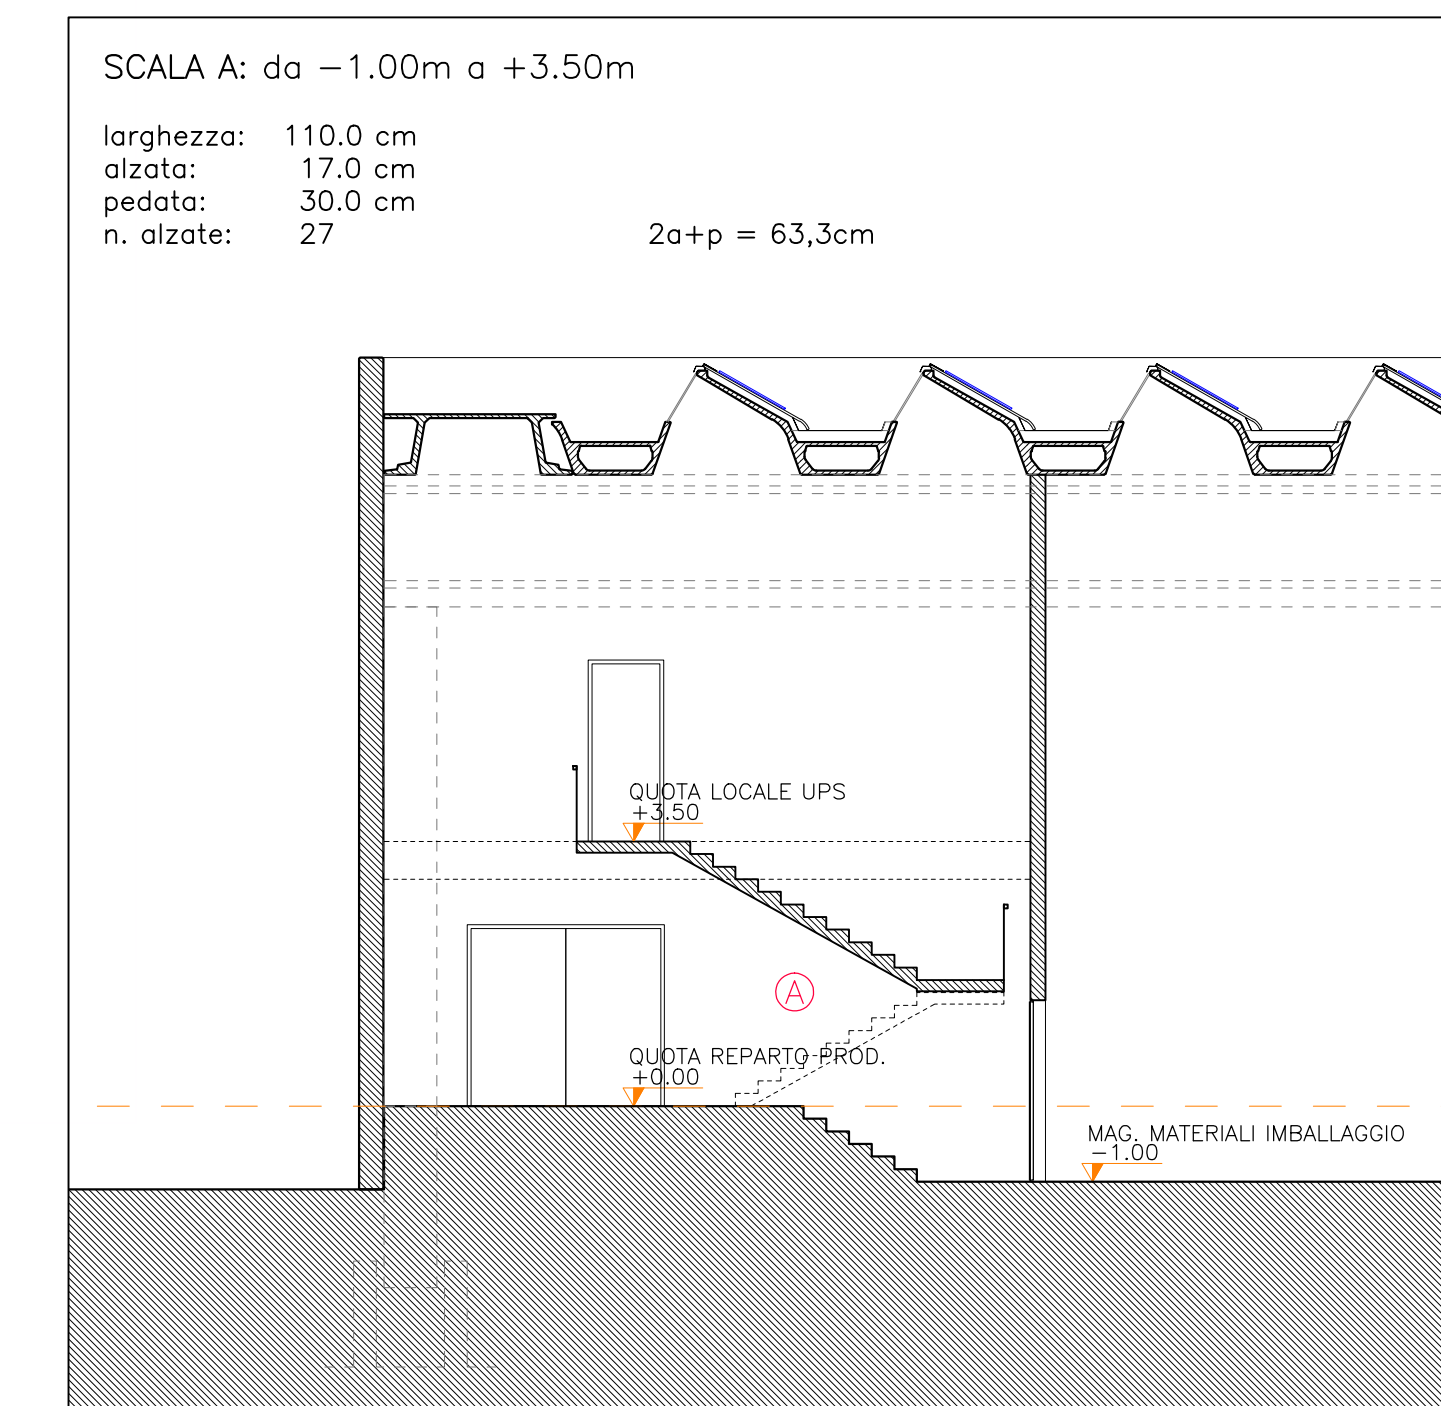 SCALA A: da −1.00m a +3.50m
larghezza: 110.0 cm
alzata: 17.0 cm
pedata: 30.0 cm
n. alzate: 27 2a+p = 63,3cm
QUOTA LOCALE UPS
+3.50
A
QUOTA REPARTO PROD.
+0.00
MAG. MATERIALI IMBALLAGGIO
−1.00